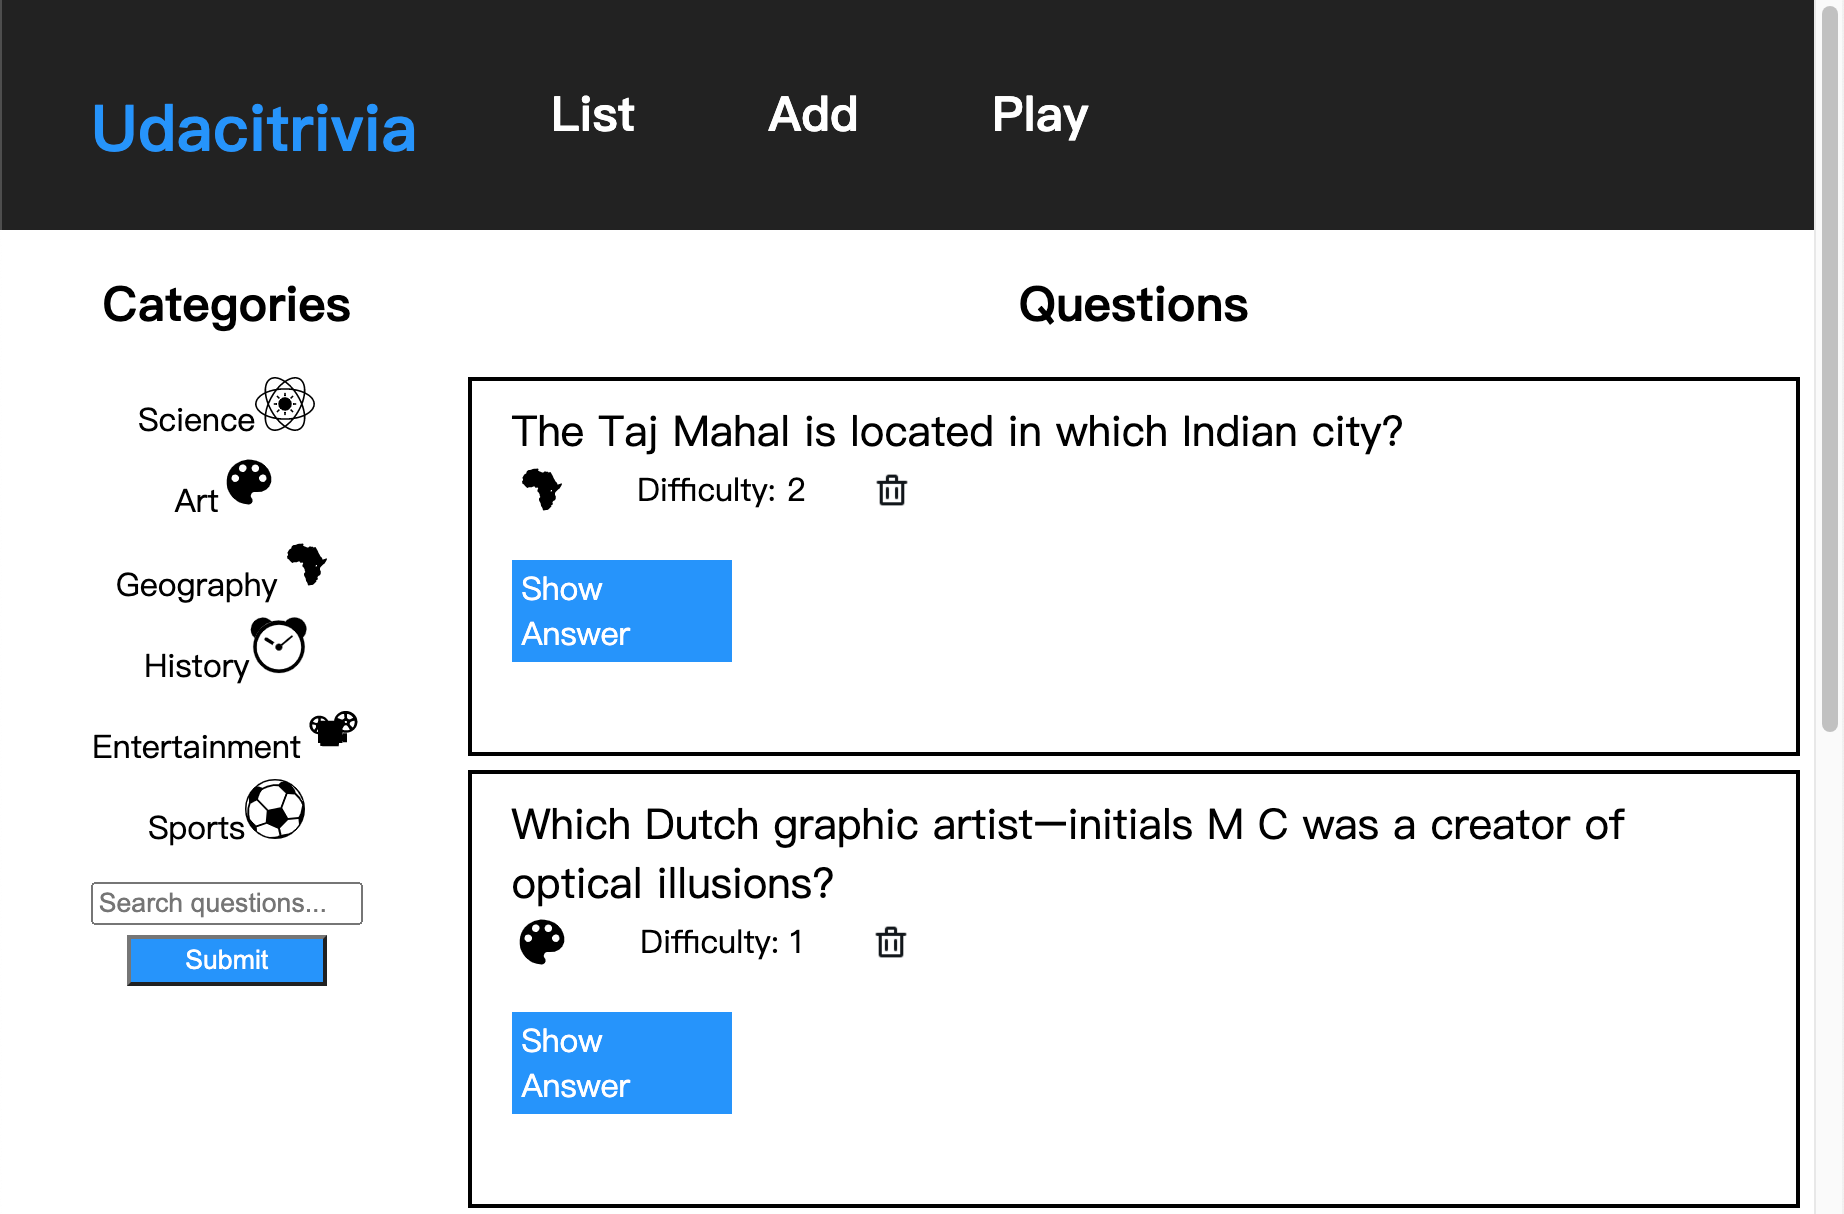 Udacitrivia
List
Add
Play
Categories
Science
Art
Geography
History
Entertainment
Sports
Search questions...
Submit
Questions
The Taj Mahal is located in which Indian city?
Difficulty: 2
Show
Answer
Which Dutch graphic artist—initials M C was a creator of
optical illusions?
Difficulty: 1
Show
Answer